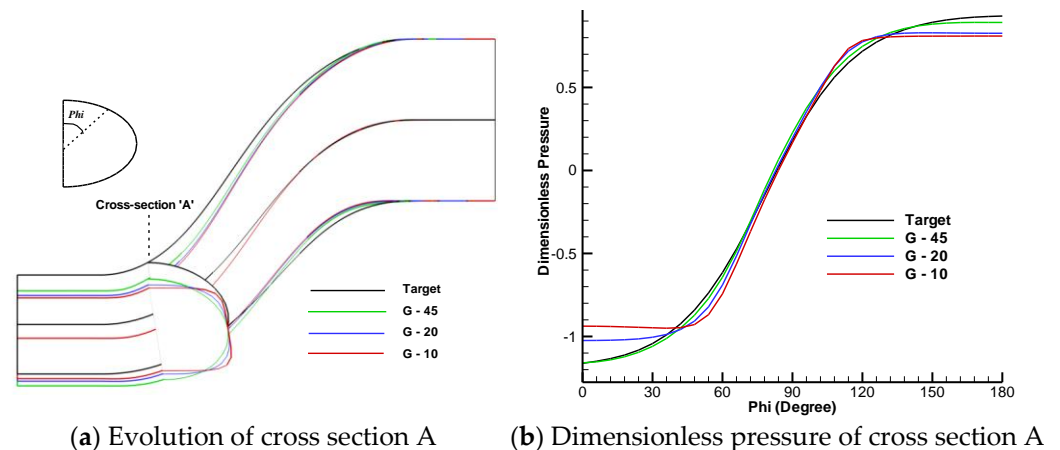 Phi
Cross-section 'A'
Target
G - 45
G - 20
G - 10
(a) Evolution of cross section A
Dimensionless Pressure
0.5
0
-0.5
-1
0
30
60
90
120
150
180
Phi (Degree)
Target
G - 45
G - 20
G - 10
(b) Dimensionless pressure of cross section A